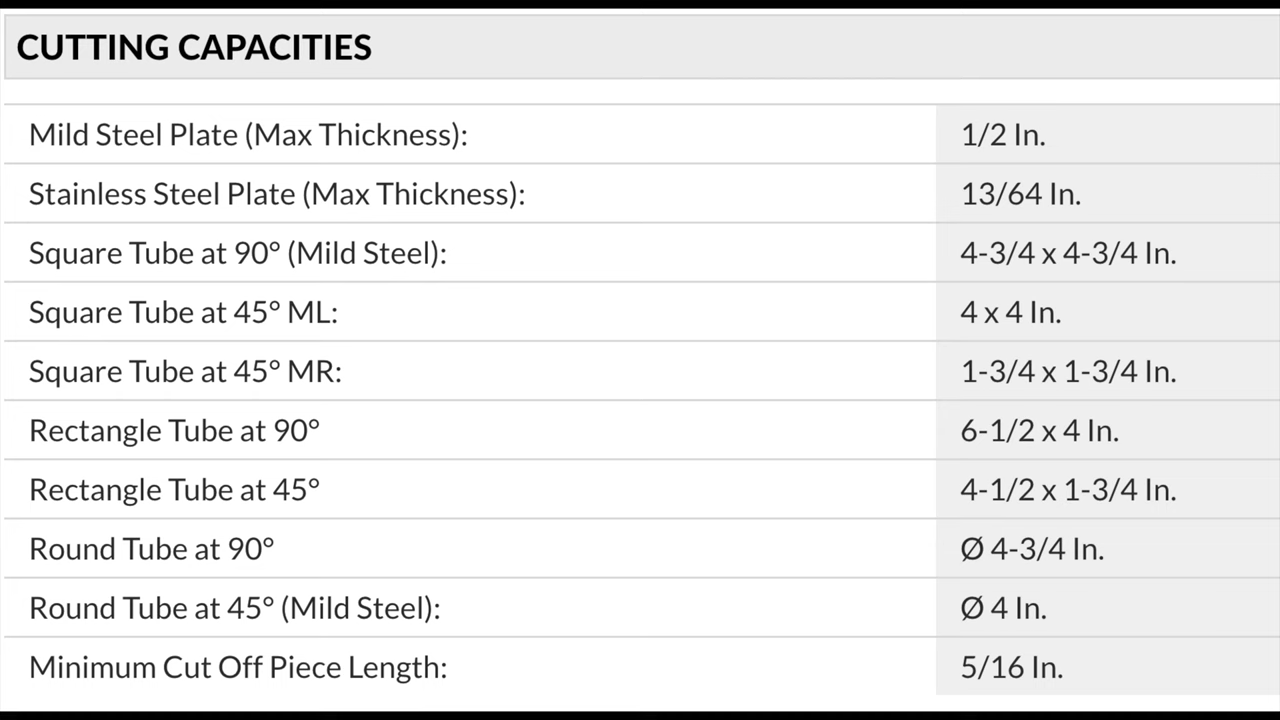 CUTTING CAPACITIES
Mild Steel Plate (Max Thickness): 1/2 In.
Stainless Steel Plate (Max Thickness): 13/64 In.
Square Tube at 90° (Mild Steel): 4-3/4 x 4-3/4 In.
Square Tube at 45° ML: 4 x 4 In.
Square Tube at 45° MR: 1-3/4 x 1-3/4 In.
Rectangle Tube at 90° 6-1/2 x 4 In.
Rectangle Tube at 45° 4-1/2 x 1-3/4 In.
Round Tube at 90° Ø 4-3/4 In.
Round Tube at 45° (Mild Steel): Ø 4 In.
Minimum Cut Off Piece Length: 5/16 In.